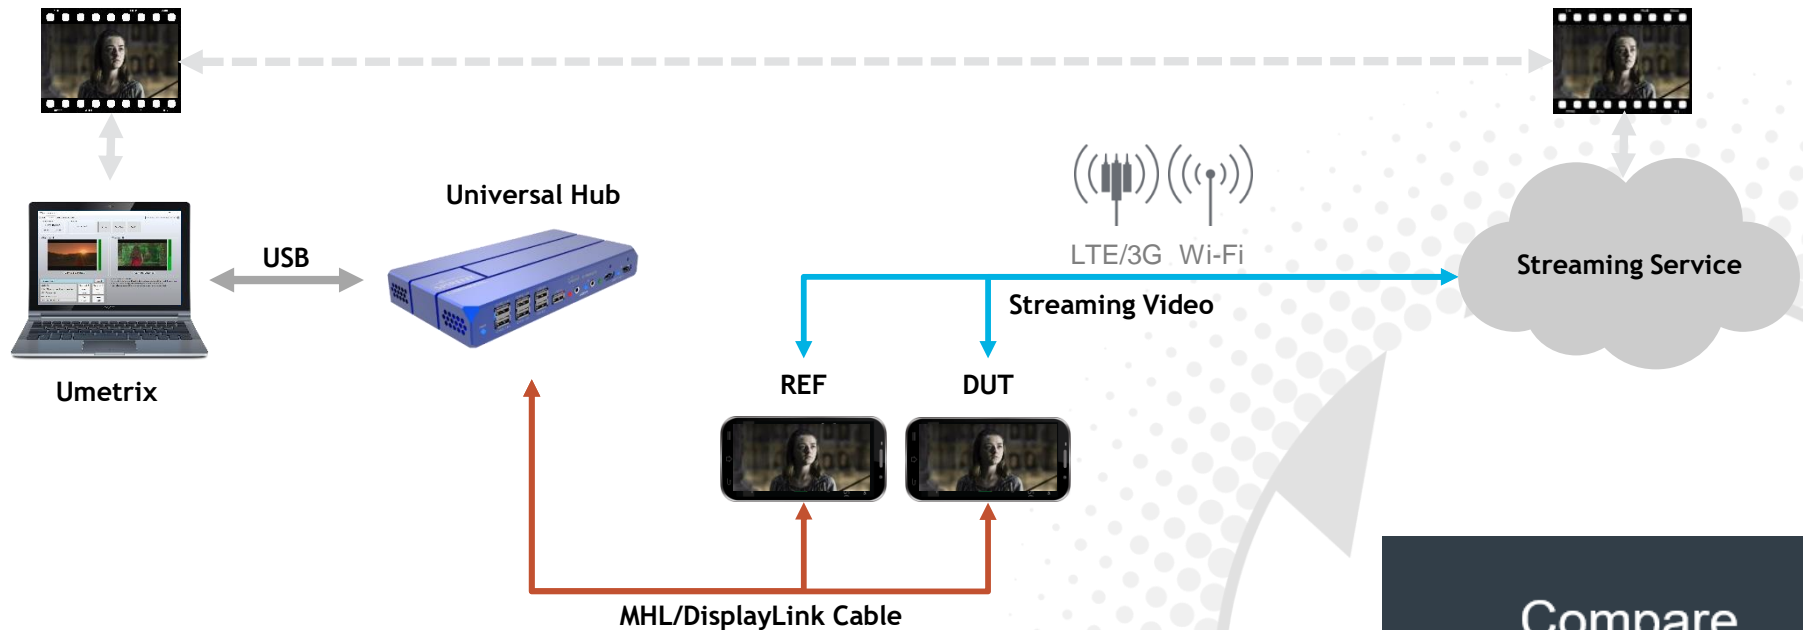 Universal Hub
LTE/3G Wi-Fi
USB
Streaming Service
Streaming Video
Umetrix
REF
DUT
MHL/DisplayLink Cable
Compare